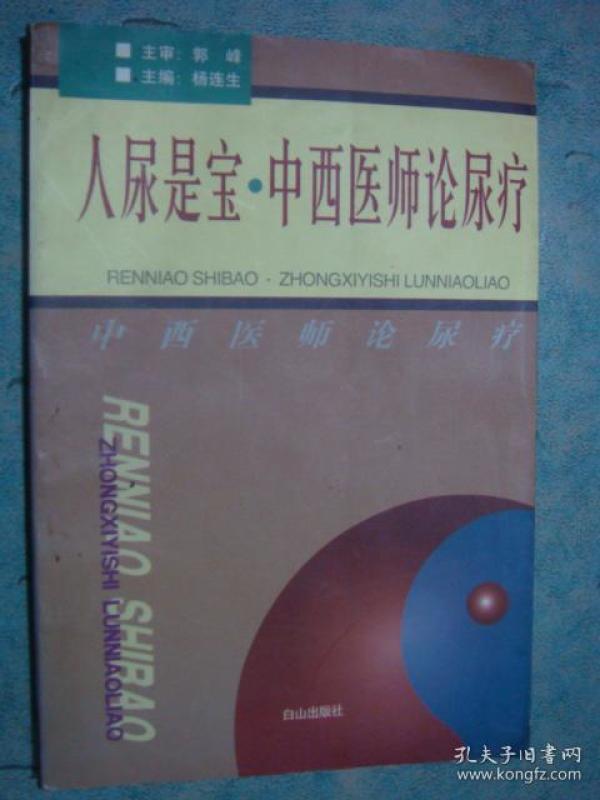 ■ 主审：郭 峰
■ 主编：杨连生
人尿是宝·中西医师论尿疗
RENNIAO SHIBAO · ZHONGXIYISHI LUNNIAOLIAO
中西医师论尿疗
RENNIAO SHIBAO
ZHONGXIYISHI LUNNIAOLIAO
白山出版社
孔夫子旧书网
www.kongfz.com